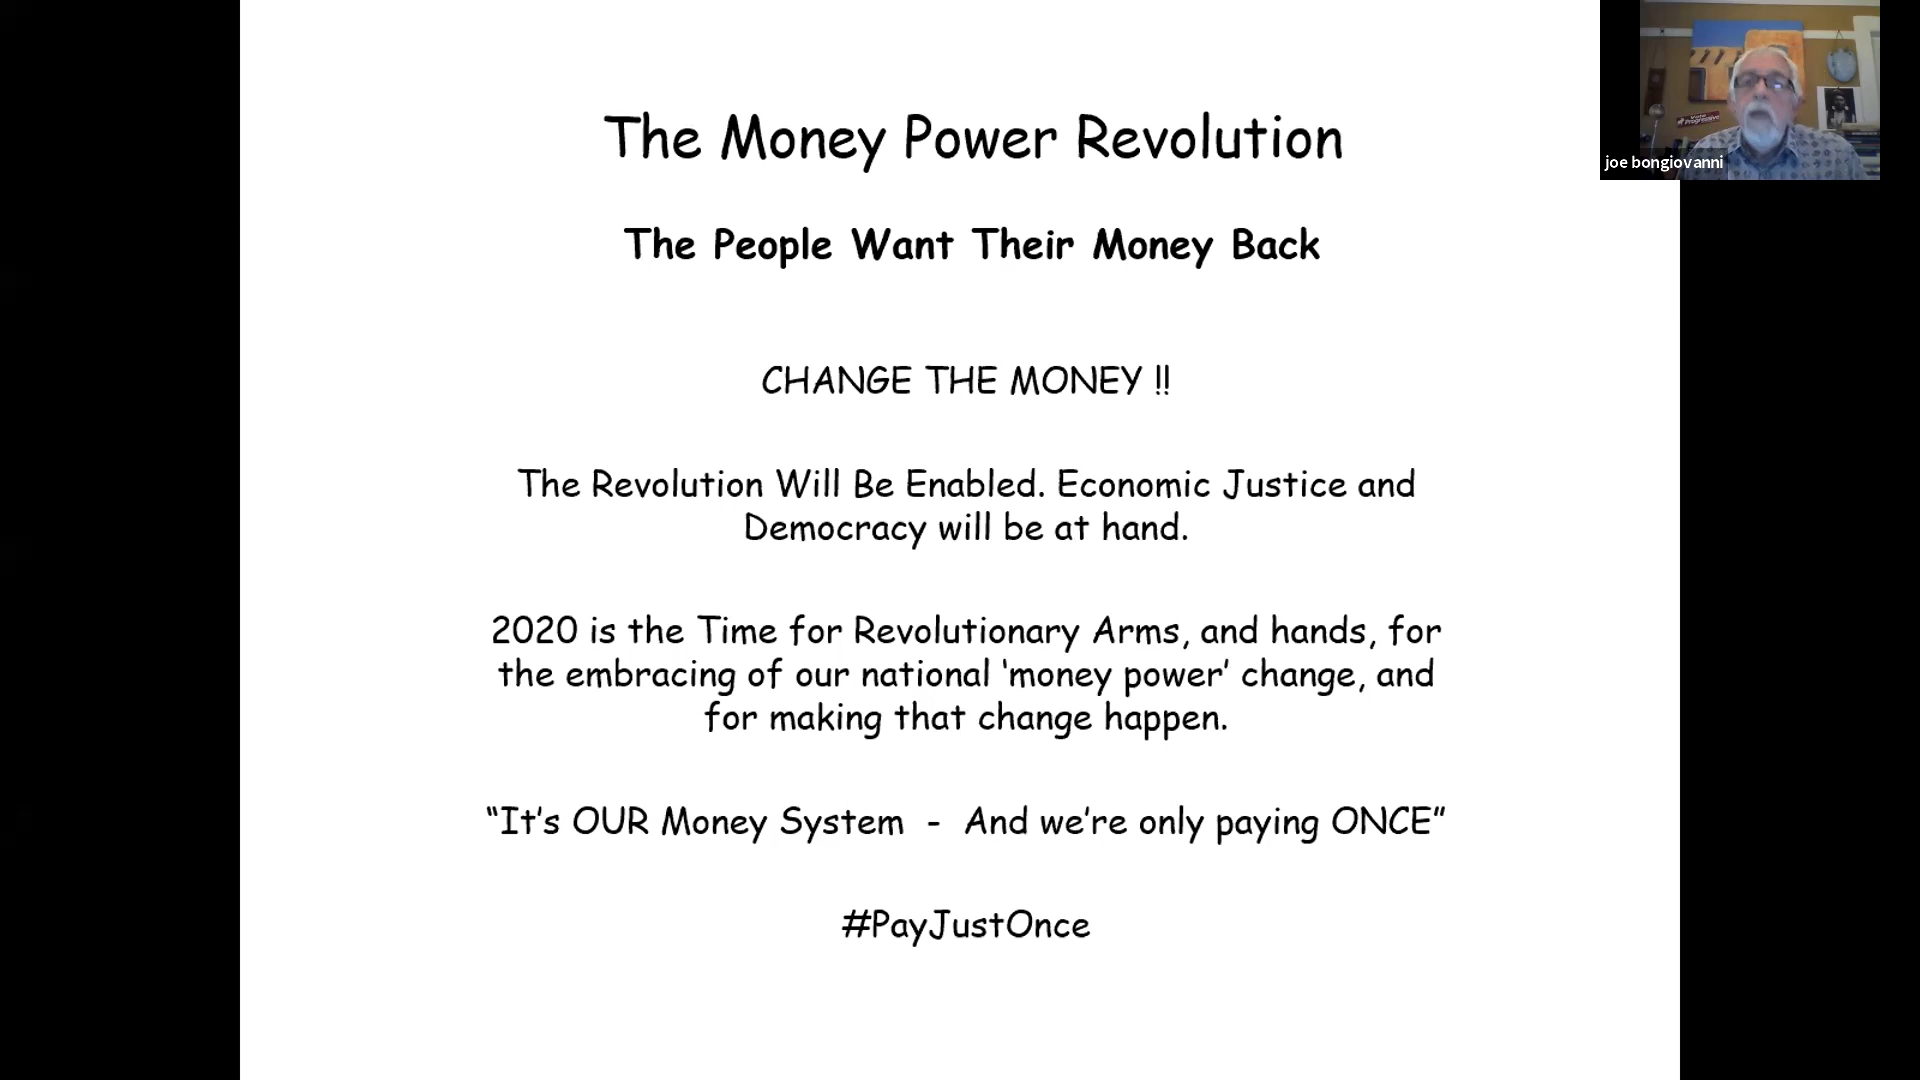 The Money Power Revolution
The People Want Their Money Back
CHANGE THE MONEY !!
The Revolution Will Be Enabled. Economic Justice and
Democracy will be at hand.
2020 is the Time for Revolutionary Arms, and hands, for
the embracing of our national ‘money power’ change, and
for making that change happen.
“It’s OUR Money System - And we’re only paying ONCE”
#PayJustOnce
Progressive
joe bongiovanni